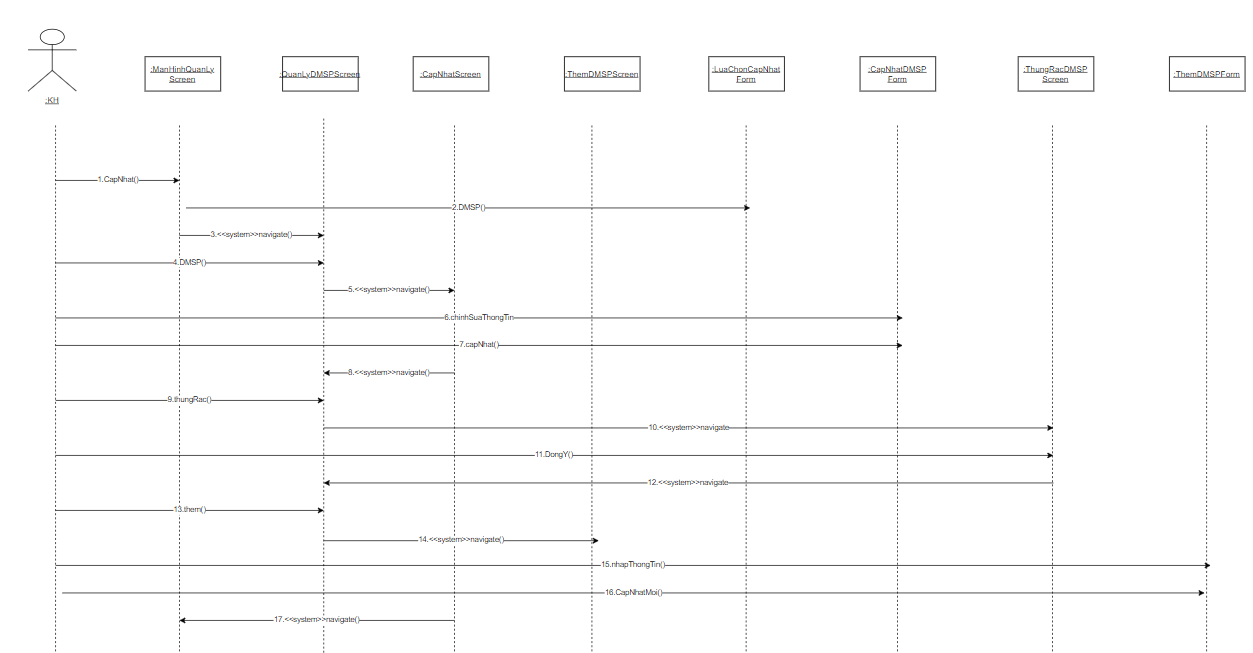 :ManHinhQuanLy
Screen
:QuanLyDMSPScreen
:CapNhatScreen
:ThemDMSPScreen
:LuaChonCapNhat
Form
:CapNhatDMSP
Form
:ThungRacDMSP
Screen
:ThemDMSPForm
:KH
1.CapNhat()
2.DMSP()
3.<<system>>navigate()
4.DMSP()
5.<<system>>navigate()
6.chinhSuaThongTin
7.capNhat()
8.<<system>>navigate()
9.thungRac()
10.<<system>>navigate
11.DongY()
12.<<system>>navigate
13.them()
14.<<system>>navigate()
15.nhapThongTin()
16.CapNhatMoi()
17.<<system>>navigate()